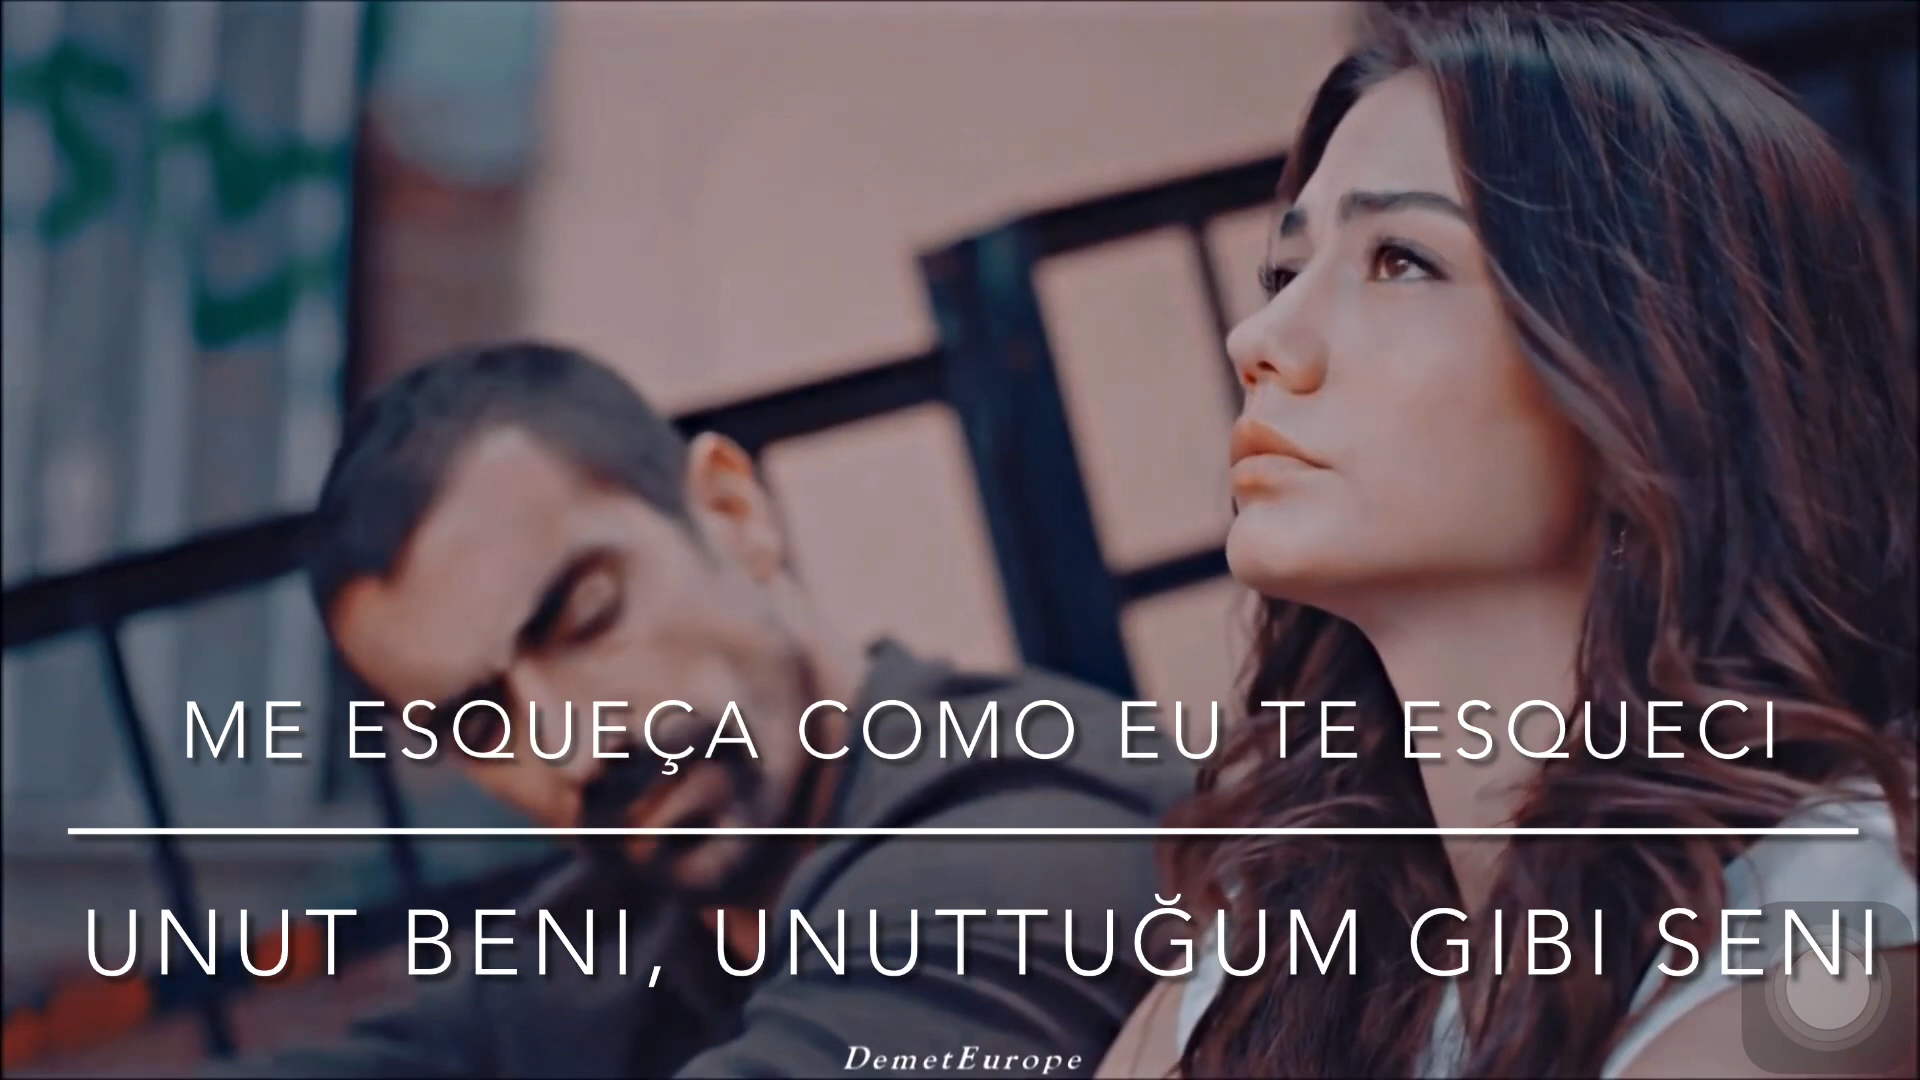 ME ESQUEÇA COMO EU TE ESQUECI
UNUT BENI, UNUTTUĞUM GIBI SENI
DemetEurope